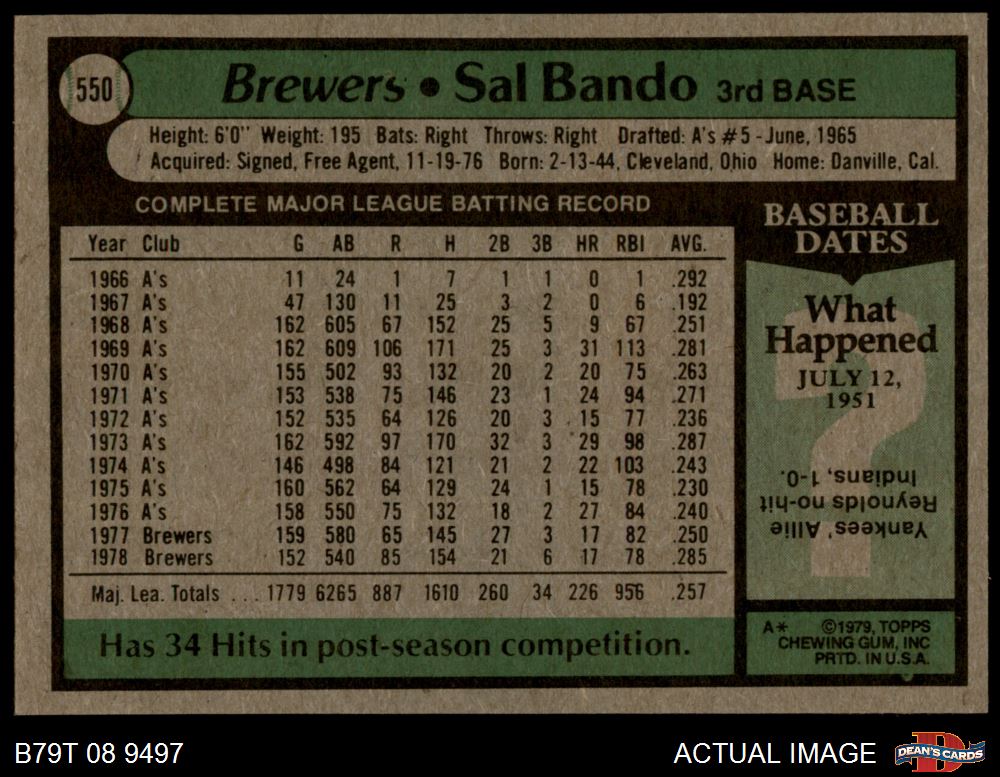 550
Brewers • Sal Bando 3rd BASE
Height: 6'0" Weight: 195 Bats: Right Throws: Right Drafted: A's #5 - June, 1965
Acquired: Signed, Free Agent, 11-19-76 Born: 2-13-44, Cleveland, Ohio Home: Danville, Cal.
COMPLETE MAJOR LEAGUE BATTING RECORD
Year Club G AB R H 2B 3B HR RBI AVG.
1966 A's 11 24 1 7 1 1 0 1 .292
1967 A's 47 130 11 25 3 2 0 6 .192
1968 A's 162 605 67 152 25 5 9 67 .251
1969 A's 162 609 106 171 25 3 31 113 .281
1970 A's 155 502 93 132 20 2 20 75 .263
1971 A's 153 538 75 146 23 1 24 94 .271
1972 A's 152 535 64 126 20 3 15 77 .236
1973 A's 162 592 97 170 32 3 29 98 .287
1974 A's 146 498 84 121 21 2 22 103 .243
1975 A's 160 562 64 129 24 1 15 78 .230
1976 A's 158 550 75 132 18 2 27 84 .240
1977 Brewers 159 580 65 145 27 3 17 82 .250
1978 Brewers 152 540 85 154 21 6 17 78 .285
Maj. Lea. Totals ... 1779 6265 887 1610 260 34 226 956 .257
Has 34 Hits in post-season competition.
BASEBALL
DATES
What
Happened
JULY 12,
1951
?
Yankees' Allie
Reynolds no-hit
Indians, 1-0.
A* ©1979, TOPPS
CHEWING GUM, INC
PRTD. IN U.S.A.
B79T 08 9497
ACTUAL IMAGE
D
DEAN'S CARDS